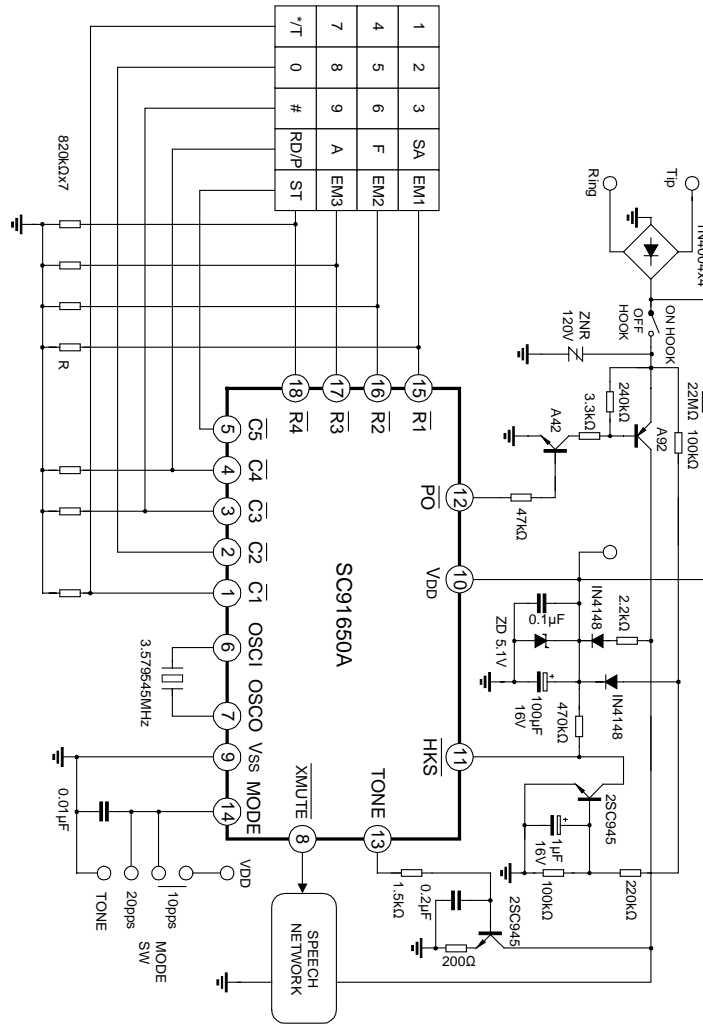 1 2 3 SA EM1
4 5 6 F EM2
7 8 9 A EM3
*/T 0 # RD/P ST
820kΩx7
R
Tip
Ring
ON HOOK
OFF
HOOK
ZNR
120V
22MΩ
100kΩ
240kΩ
3.3kΩ
A92
A42
47kΩ
SC91650A
15 R1
16 R2
17 R3
18 R4
5 C5
4 C4
3 C3
2 C2
1 C1
6 OSCI
7 OSCO
9 VSS
14 MODE
8 XMUTE
13 TONE
11 HKS
10 VDD
12 PO
3.579545MHz
0.01µF
0.1µF
ZD 5.1V
IN4148
2.2kΩ
100µF
16V
IN4148
470kΩ
2SC945
1µF
16V
100kΩ
220kΩ
2SC945
0.2µF
1.5kΩ
200Ω
SPEECH
NETWORK
VDD
10pps
20pps
TONE
MODE
SW